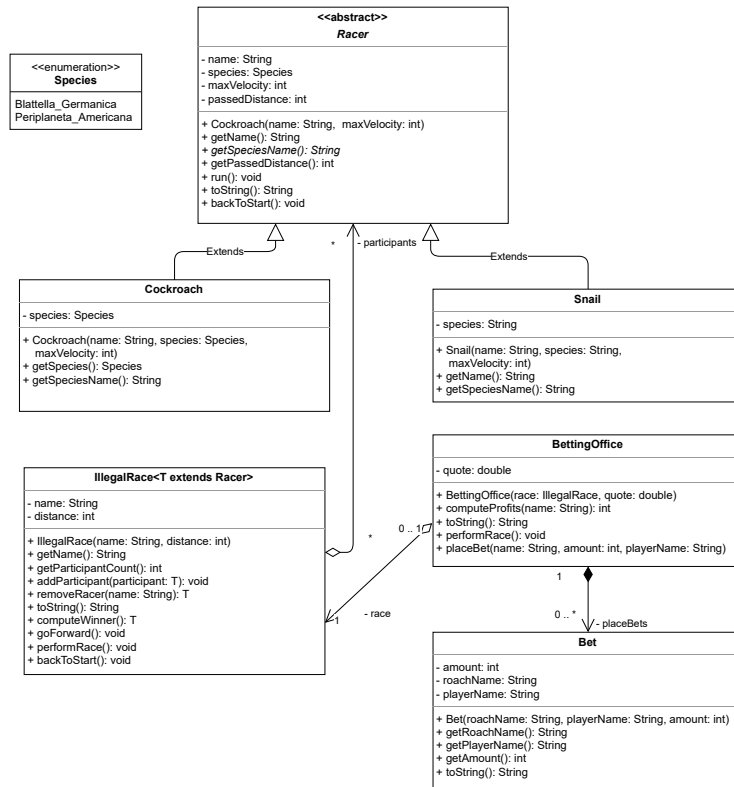 <<abstract>>
Racer
- name: String
- species: Species
- maxVelocity: int
- passedDistance: int
+ Cockroach(name: String, maxVelocity: int)
+ getName(): String
+ getSpeciesName(): String
+ getPassedDistance(): int
+ run(): void
+ toString(): String
+ backToStart(): void
<<enumeration>>
Species
Blattella_Germanica
Periplaneta_Americana
Extends
*
- participants
Extends
Cockroach
- species: Species
+ Cockroach(name: String, species: Species,
maxVelocity: int)
+ getSpecies(): Species
+ getSpeciesName(): String
Snail
- species: String
+ Snail(name: String, species: String,
maxVelocity: int)
+ getName(): String
+ getSpeciesName(): String
IllegalRace<T extends Racer>
- name: String
- distance: int
+ IllegalRace(name: String, distance: int)
+ getName(): String
+ getParticipantCount(): int
+ addParticipant(participant: T): void
+ removeRacer(name: String): T
+ toString(): String
+ computeWinner(): T
+ goForward(): void
+ performRace(): void
+ backToStart(): void
*
0 .. 1
1
- race
BettingOffice
- quote: double
+ BettingOffice(race: IllegalRace, quote: double)
+ computeProfits(name: String): int
+ toString(): String
+ performRace(): void
+ placeBet(name: String, amount: int, playerName: String)
1
0 .. *
- placeBets
Bet
- amount: int
- roachName: String
- playerName: String
+ Bet(roachName: String, playerName: String, amount: int)
+ getRoachName(): String
+ getPlayerName(): String
+ getAmount(): int
+ toString(): String